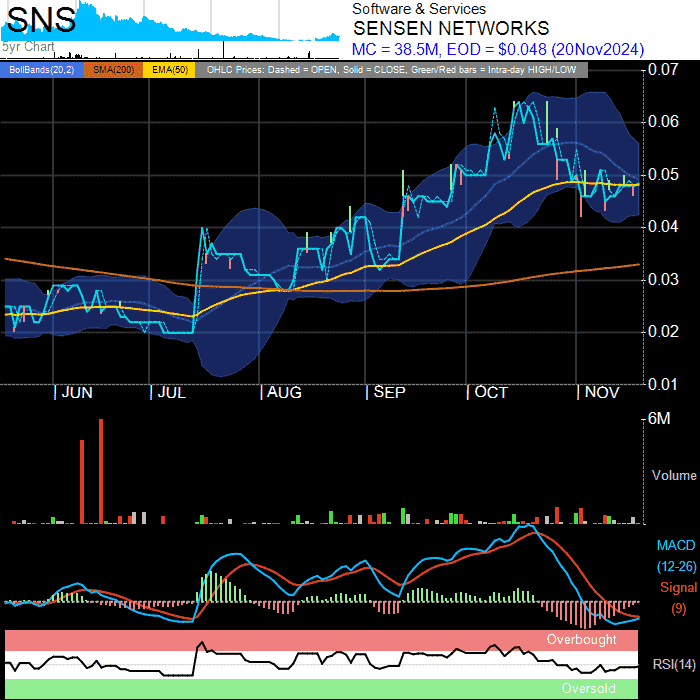 SNS
5yr Chart
Software & Services
SENSEN NETWORKS
MC = 38.5M, EOD = $0.048 (20Nov2024)
BollBands(20,2) SMA(200) EMA(50) OHLC Prices: Dashed = OPEN, Solid = CLOSE, Green/Red bars = Intra-day HIGH/LOW
0.07
0.06
0.05
0.04
0.03
0.02
0.01
JUN JUL AUG SEP OCT NOV
6M
Volume
MACD
(12-26)
Signal
(9)
Overbought
RSI(14)
Oversold